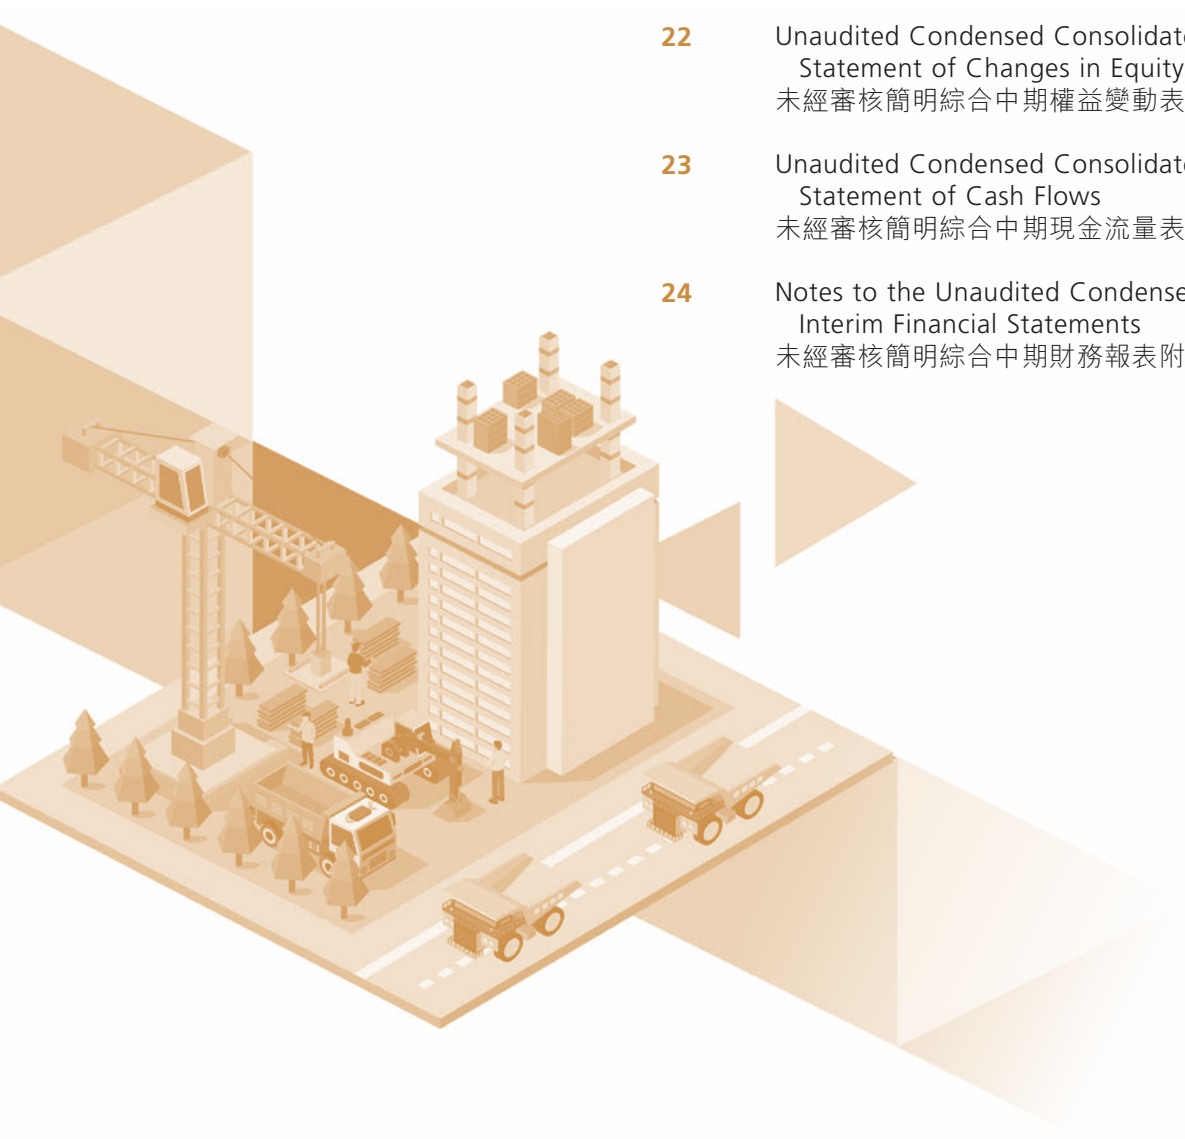 22 Unaudited Condensed Consolidate
Statement of Changes in Equity
未經審核簡明綜合中期權益變動表
23 Unaudited Condensed Consolidate
Statement of Cash Flows
未經審核簡明綜合中期現金流量表
24 Notes to the Unaudited Condense
Interim Financial Statements
未經審核簡明綜合中期財務報表附